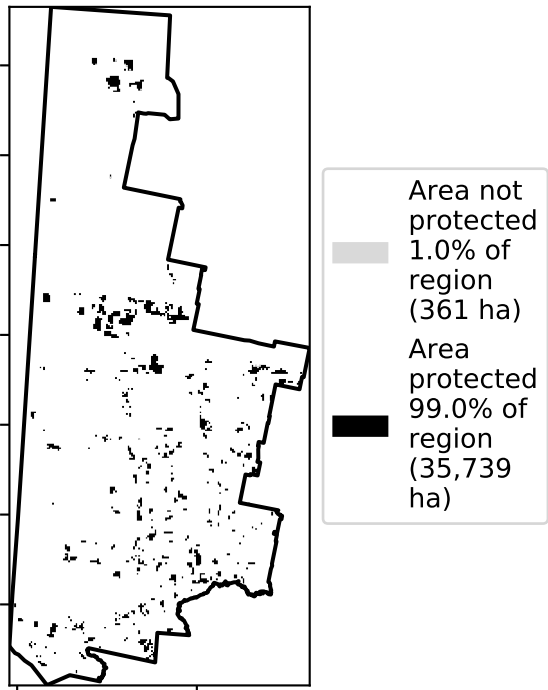 Area not
protected
1.0% of
region
(361 ha)
Area
protected
99.0% of
region
(35,739
ha)